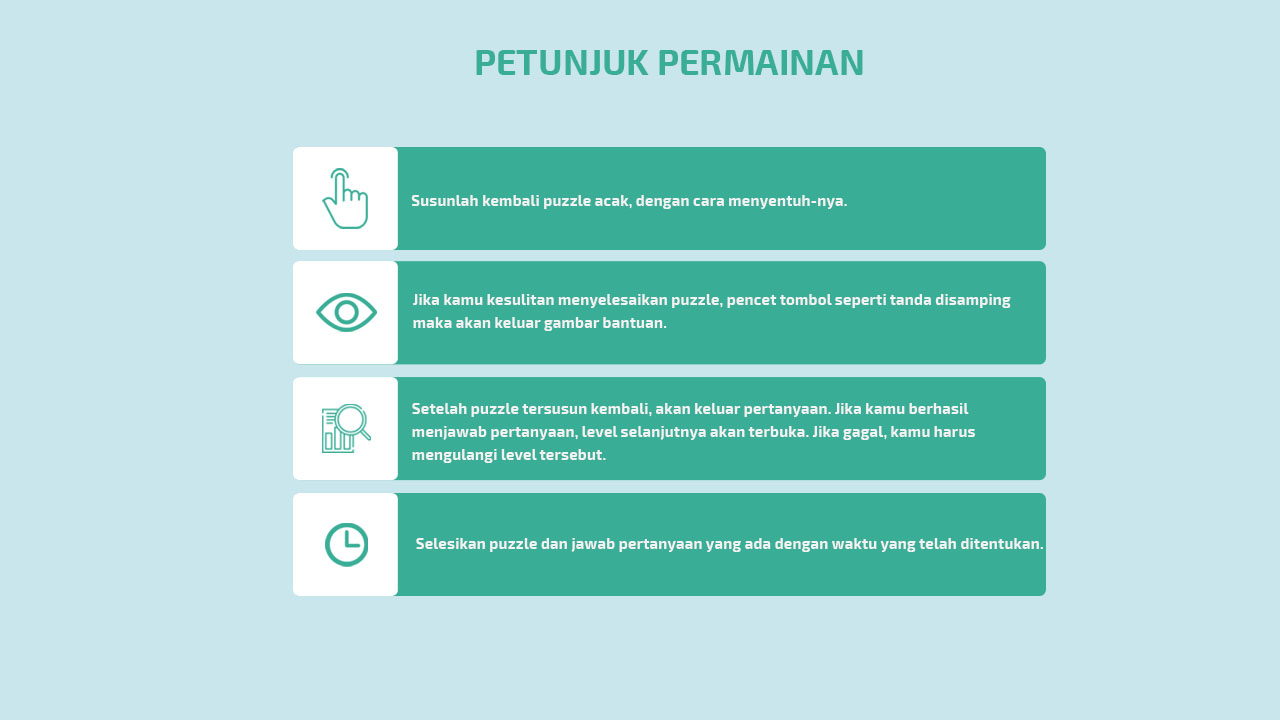 PETUNJUK PERMAINAN
Susunlah kembali puzzle acak, dengan cara menyentuh-nya.
Jika kamu kesulitan menyelesaikan puzzle, pencet tombol seperti tanda disamping
maka akan keluar gambar bantuan.
Setelah puzzle tersusun kembali, akan keluar pertanyaan. Jika kamu berhasil
menjawab pertanyaan, level selanjutnya akan terbuka. Jika gagal, kamu harus
mengulangi level tersebut.
Selesikan puzzle dan jawab pertanyaan yang ada dengan waktu yang telah ditentukan.